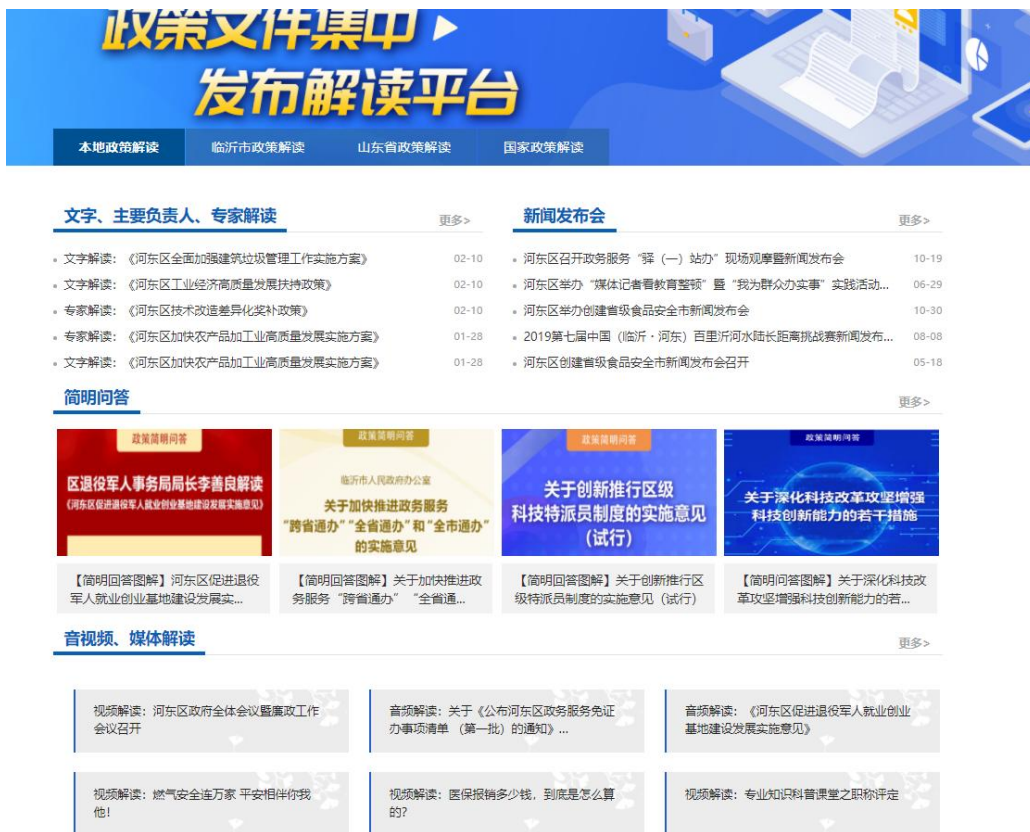 政策文件集中
发布解读平台
本地政策解读 临沂市政策解读 山东省政策解读 国家政策解读
文字、主要负责人、专家解读 更多>
文字解读：《河东区全面加强建筑垃圾管理工作实施方案》 02-10
文字解读：《河东区工业经济高质量发展扶持政策》 02-10
专家解读：《河东区技术改造差异化奖补政策》 02-10
专家解读：《河东区加快农产品加工业高质量发展实施方案》 01-28
文字解读：《河东区加快农产品加工业高质量发展实施方案》 01-28
新闻发布会 更多>
河东区召开政务服务“驿（一）站办”现场观摩暨新闻发布会 10-19
河东区举办“媒体记者看教育整顿”暨“我为群众办实事”实践活动... 06-29
河东区举办创建省级食品安全市新闻发布会 10-30
2019第七届中国（临沂·河东）百里沂河水陆长距离挑战赛新闻发布... 08-08
河东区创建省级食品安全市新闻发布会召开 05-18
简明问答 更多>
政策简明问答
区退役军人事务局局长李善良解读
《河东区促进退役军人就业创业基地建设发展实施意见》
政策简明问答
临沂市人民政府办公室
关于加快推进政务服务
“跨省通办”“全省通办”和“全市通办”
的实施意见
政策简明问答
关于创新推行区级
科技特派员制度的实施意见
(试行)
政策简明问答
关于深化科技改革攻坚增强
科技创新能力的若干措施
【简明回答图解】河东区促进退役
军人就业创业基地建设发展实...
【简明回答图解】关于加快推进政
务服务“跨省通办” “全省通...
【简明回答图解】关于创新推行区
级特派员制度的实施意见（试行）
【简明问答图解】关于深化科技改
革攻坚增强科技创新能力的若...
音视频、媒体解读 更多>
视频解读：河东区政府全体会议暨廉政工作
会议召开
音频解读：关于《公布河东区政务服务免证
办事项清单 （第一批）的通知》...
音频解读：《河东区促进退役军人就业创业
基地建设发展实施意见》
视频解读：燃气安全连万家 平安相伴你我
他！
视频解读：医保报销多少钱，到底是怎么算
的?
视频解读：专业知识科普课堂之职称评定